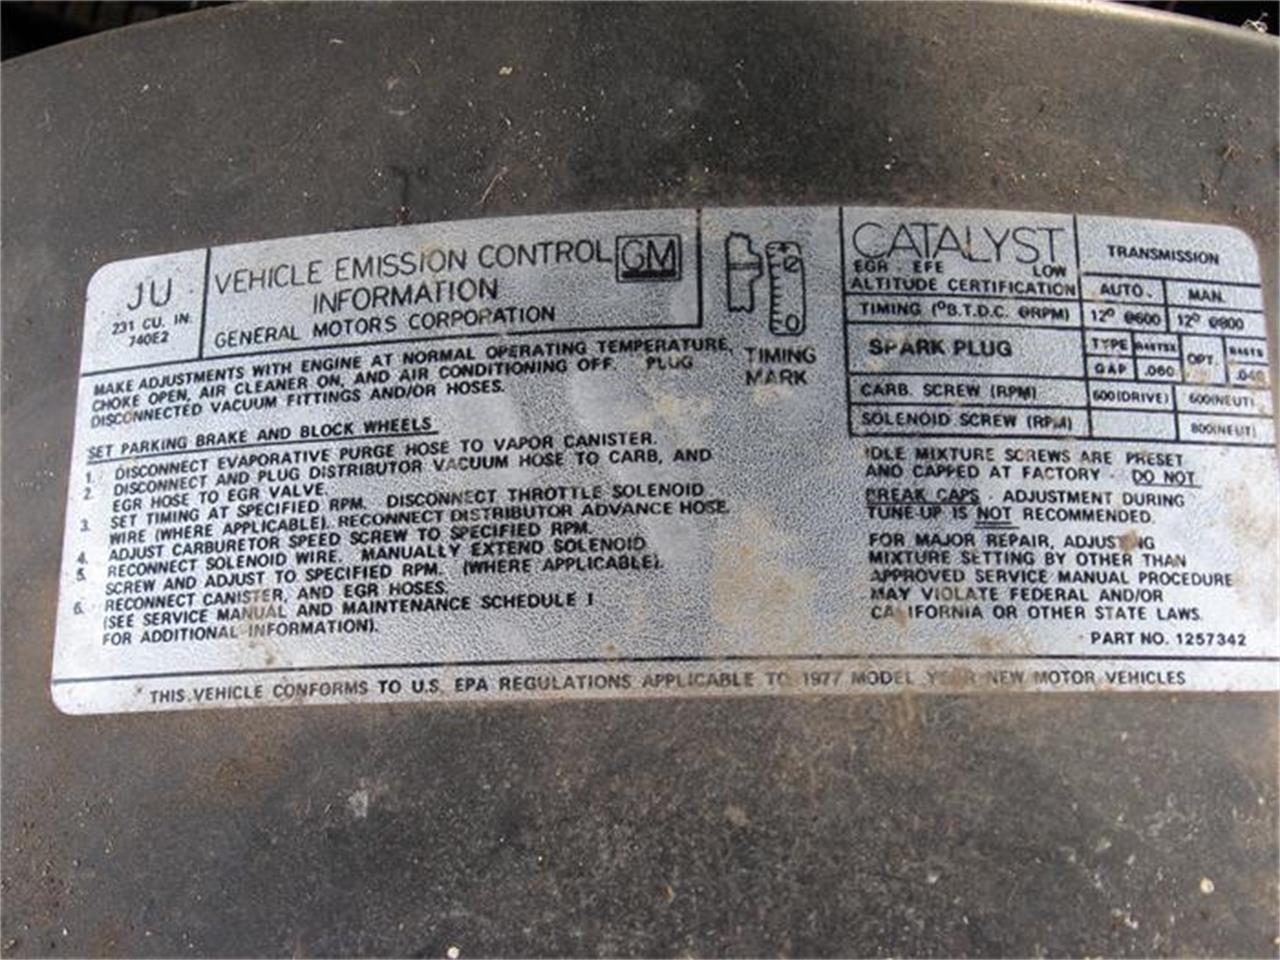 JU
231 CU. IN.
740E2
VEHICLE EMISSION CONTROL
INFORMATION
GENERAL MOTORS CORPORATION
GM
MAKE ADJUSTMENTS WITH ENGINE AT NORMAL OPERATING TEMPERATURE,
CHOKE OPEN, AIR CLEANER ON, AND AIR CONDITIONING OFF. PLUG
DISCONNECTED VACUUM FITTINGS AND/OR HOSES.
SET PARKING BRAKE AND BLOCK WHEELS
1. DISCONNECT EVAPORATIVE PURGE HOSE TO VAPOR CANISTER.
2. DISCONNECT AND PLUG DISTRIBUTOR VACUUM HOSE TO CARB, AND
EGR HOSE TO EGR VALVE.
3. SET TIMING AT SPECIFIED RPM. DISCONNECT THROTTLE SOLENOID
WIRE (WHERE APPLICABLE). RECONNECT DISTRIBUTOR ADVANCE HOSE.
4. ADJUST CARBURETOR SPEED SCREW TO SPECIFIED RPM.
5. RECONNECT SOLENOID WIRE. MANUALLY EXTEND SOLENOID
SCREW AND ADJUST TO SPECIFIED RPM. (WHERE APPLICABLE).
6. RECONNECT CANISTER, AND EGR HOSES.
(SEE SERVICE MANUAL AND MAINTENANCE SCHEDULE I
FOR ADDITIONAL INFORMATION).
12
0
TIMING
MARK
CATALYST
EGR - EFE LOW
ALTITUDE CERTIFICATION
TRANSMISSION
AUTO. MAN.
TIMING (ºB.T.D.C. @RPM) 12º @600 12º @800
SPARK PLUG TYPE OPT.
GAP .060 .040
CARB. SCREW (RPM) 600(DRIVE) 600(NEUT)
SOLENOID SCREW (RPM) 800(NEUT)
IDLE MIXTURE SCREWS ARE PRESET
AND CAPPED AT FACTORY - DO NOT
BREAK CAPS - ADJUSTMENT DURING
TUNE-UP IS NOT RECOMMENDED.
FOR MAJOR REPAIR, ADJUSTING
MIXTURE SETTING BY OTHER THAN
APPROVED SERVICE MANUAL PROCEDURE
MAY VIOLATE FEDERAL AND/OR
CALIFORNIA OR OTHER STATE LAWS.
PART NO. 1257342
THIS VEHICLE CONFORMS TO U.S. EPA REGULATIONS APPLICABLE TO 1977 MODEL YEAR NEW MOTOR VEHICLES